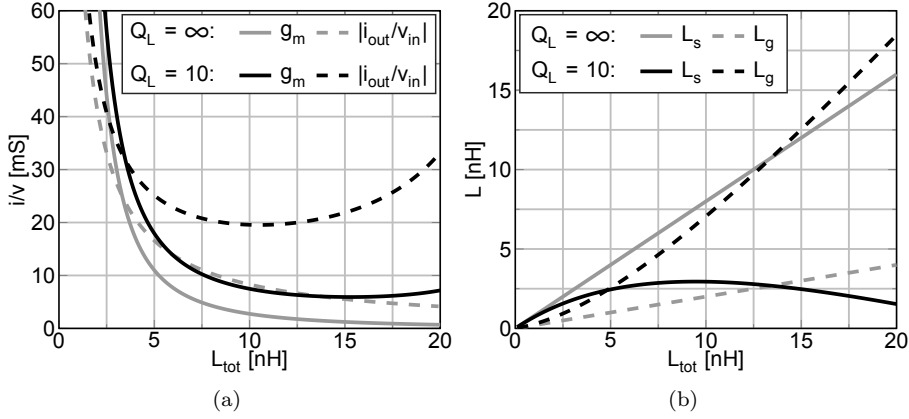 60
50
40
30
20
10
0
i/v [mS]
Q_L = ∞: g_m |i_out/v_in|
Q_L = 10: g_m |i_out/v_in|
0 5 10 15 20
L_tot [nH]
(a)
20
15
10
5
0
L [nH]
Q_L = ∞: L_s L_g
Q_L = 10: L_s L_g
0 5 10 15 20
L_tot [nH]
(b)